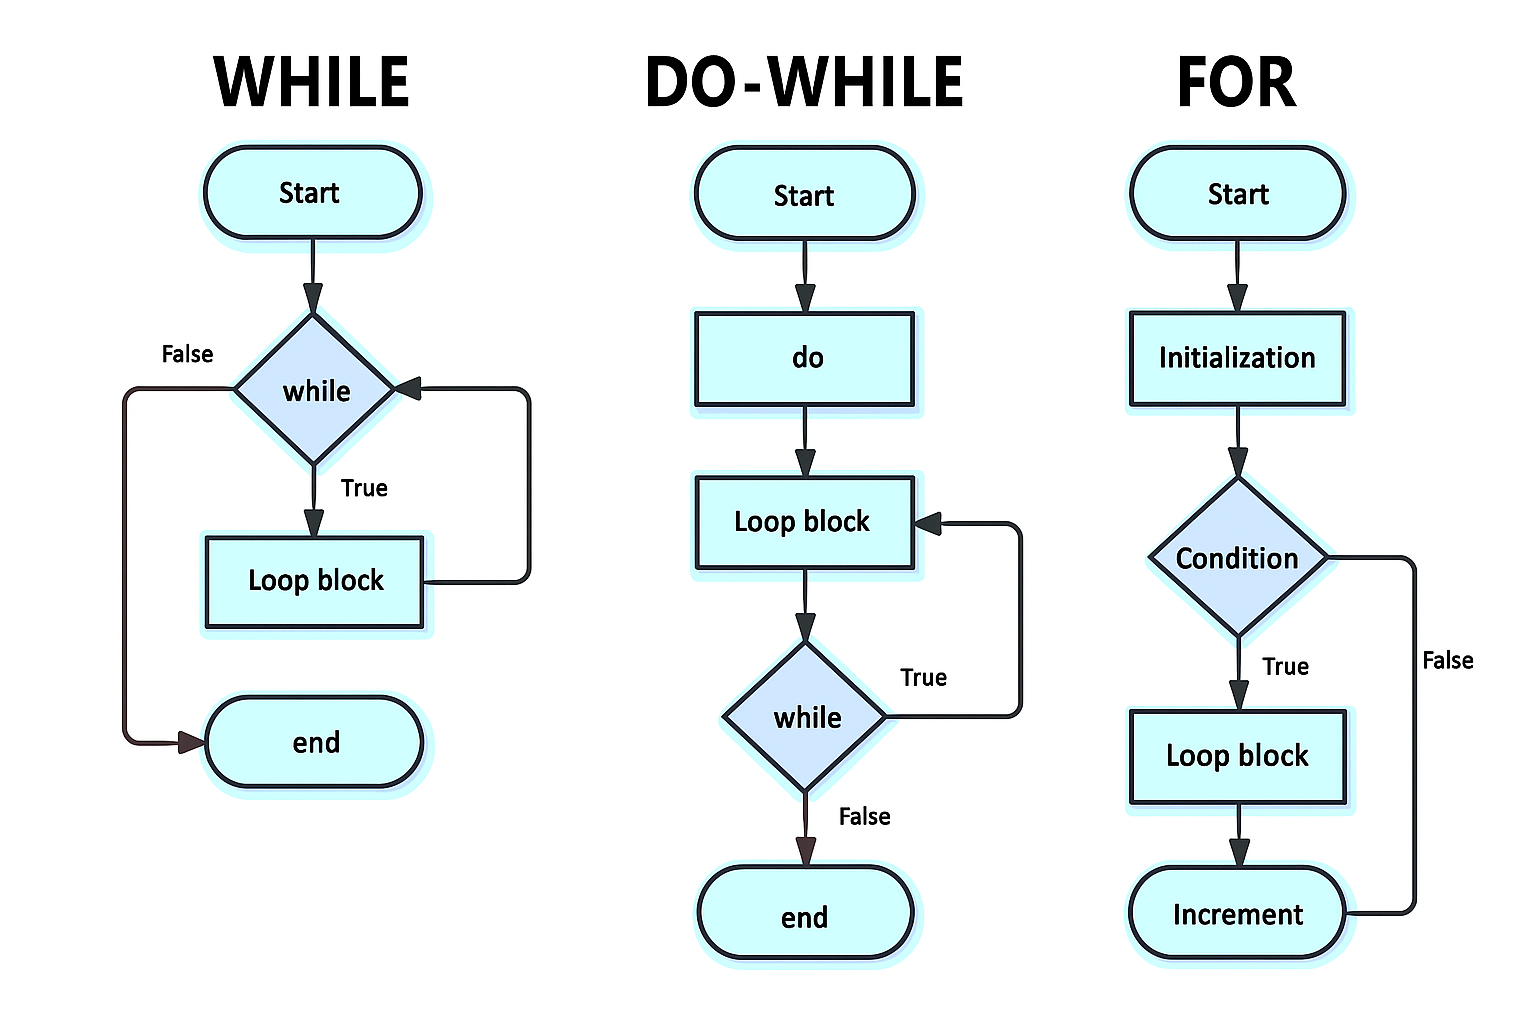 WHILE
Start
False
while
True
Loop block
end
DO-WHILE
Start
do
Loop block
True
while
False
end
FOR
Start
Initialization
Condition
True
False
Loop block
Increment